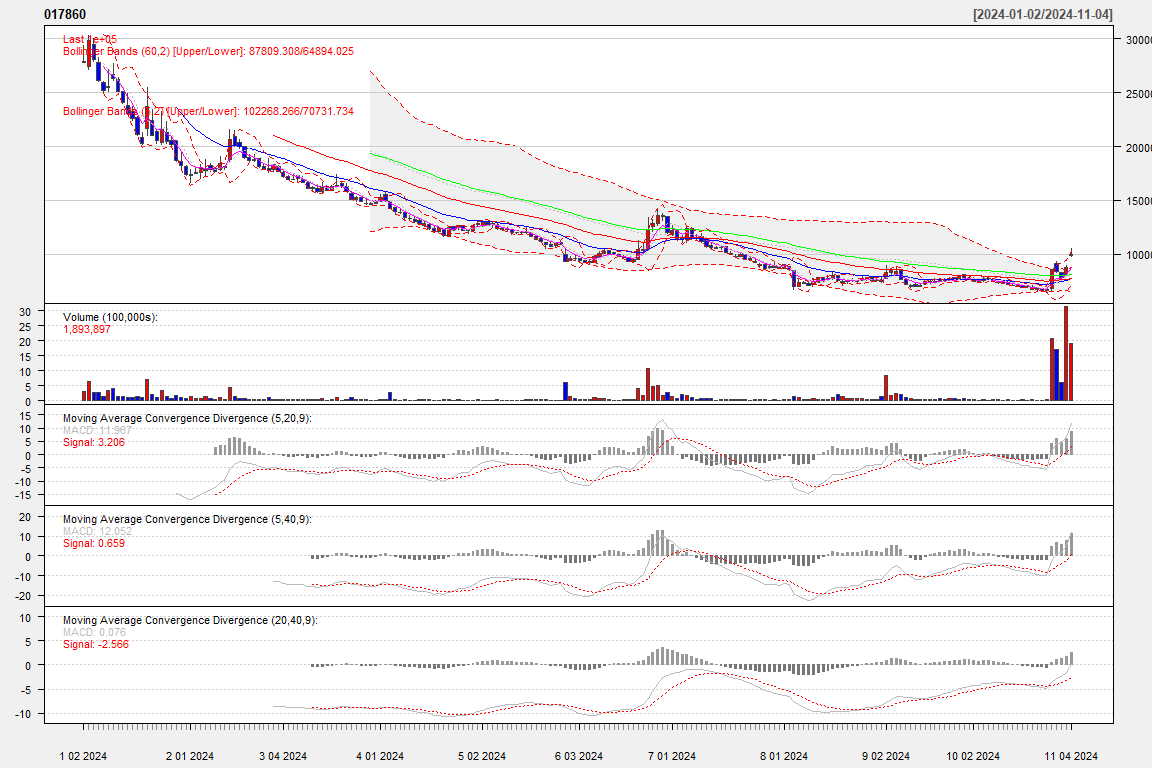 017860 [2024-01-02/2024-11-04]
Last 1e+05
Bollinger Bands (60,2) [Upper/Lower]: 87809.308/64894.025
Bollinger Bands (5,2) [Upper/Lower]: 102268.266/70731.734
30000
25000
20000
15000
10000
Volume (100,000s):
1,893,897
30
25
20
15
10
5
0
Moving Average Convergence Divergence (5,20,9):
MACD: 11.967
Signal: 3.206
15
10
5
0
-5
-10
-15
Moving Average Convergence Divergence (5,40,9):
MACD: 12.052
Signal: 0.659
20
10
0
-10
-20
Moving Average Convergence Divergence (20,40,9):
MACD: 0.076
Signal: -2.566
10
5
0
-5
-10
1 02 2024 2 01 2024 3 04 2024 4 01 2024 5 02 2024 6 03 2024 7 01 2024 8 01 2024 9 02 2024 10 02 2024 11 04 2024